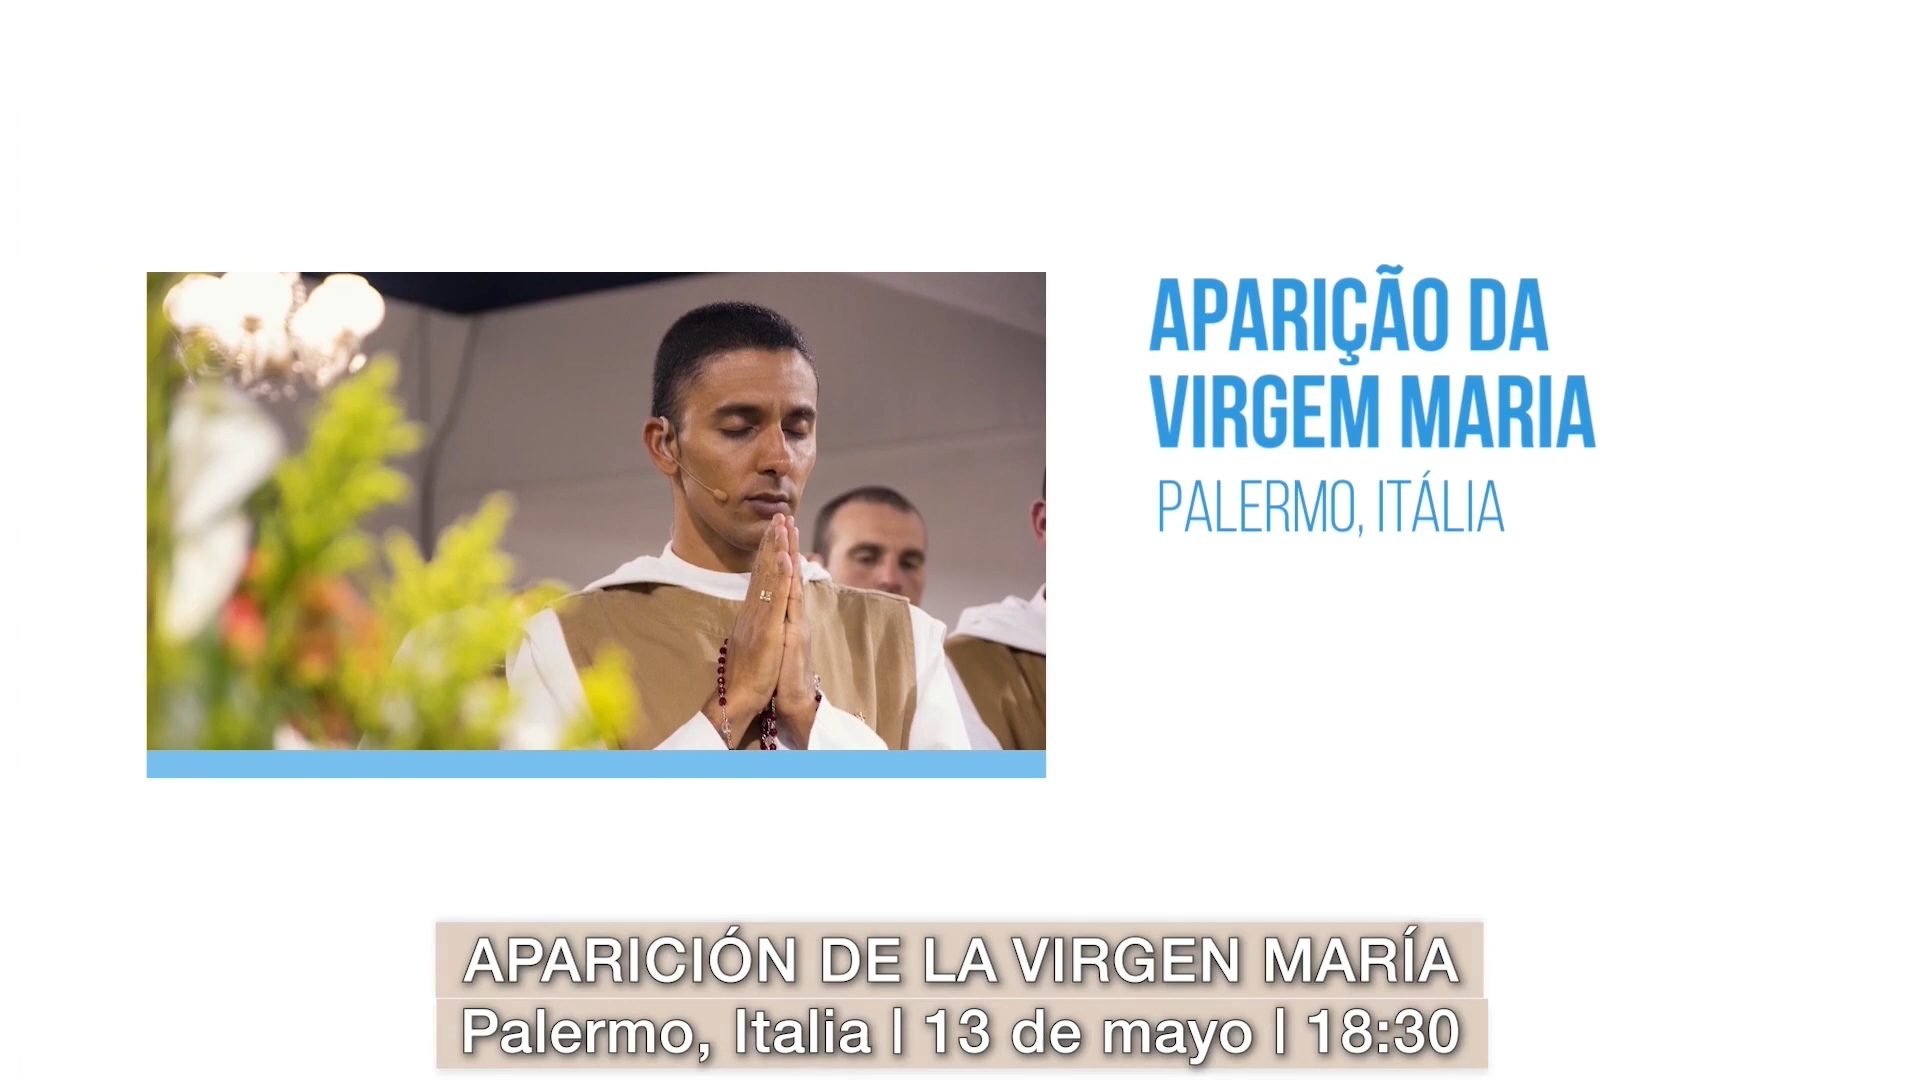 APARIÇÃO DA
VIRGEM MARIA
PALERMO, ITÁLIA
APARICIÓN DE LA VIRGEN MARÍA
Palermo, Italia | 13 de mayo | 18:30